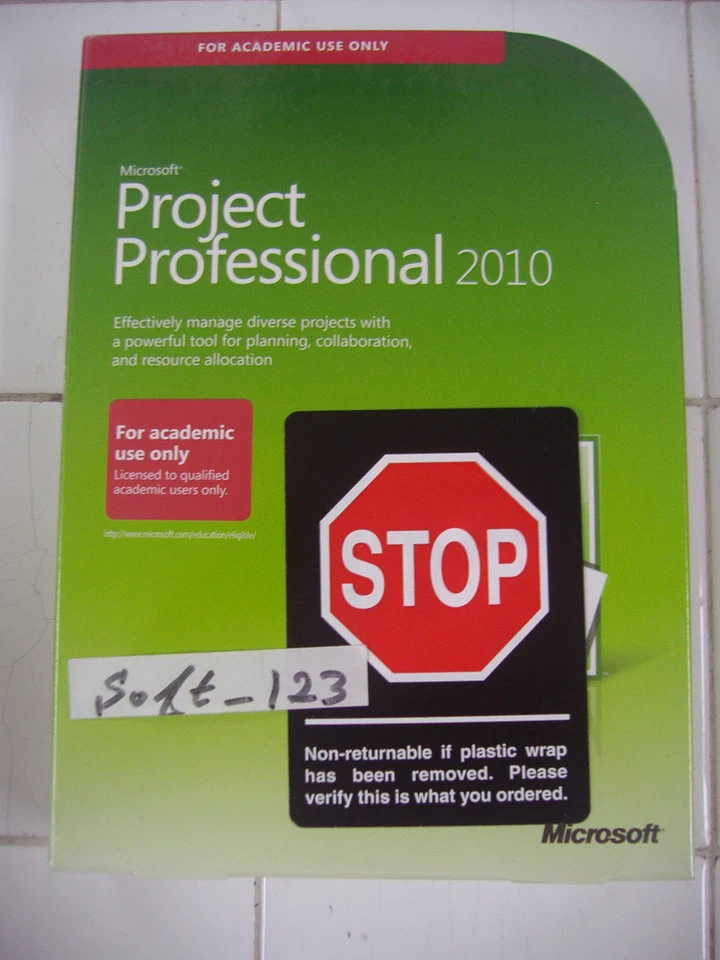 FOR ACADEMIC USE ONLY
Microsoft
Project
Professional 2010
Effectively manage diverse projects with
a powerful tool for planning, collaboration,
and resource allocation
For academic
use only
Licensed to qualified
academic users only.
http://www.microsoft.com/education/eligible/
STOP
soft_123
Non-returnable if plastic wrap
has been removed. Please
verify this is what you ordered.
Microsoft